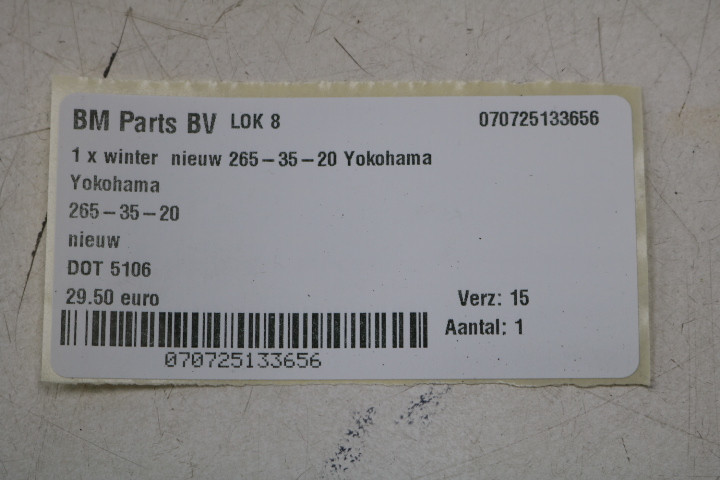 BM Parts BV LOK 8 070725133656
1 x winter nieuw 265-35-20 Yokohama
Yokohama
265-35-20
nieuw
DOT 5106
29.50 euro Verz: 15
Aantal: 1
070725133656